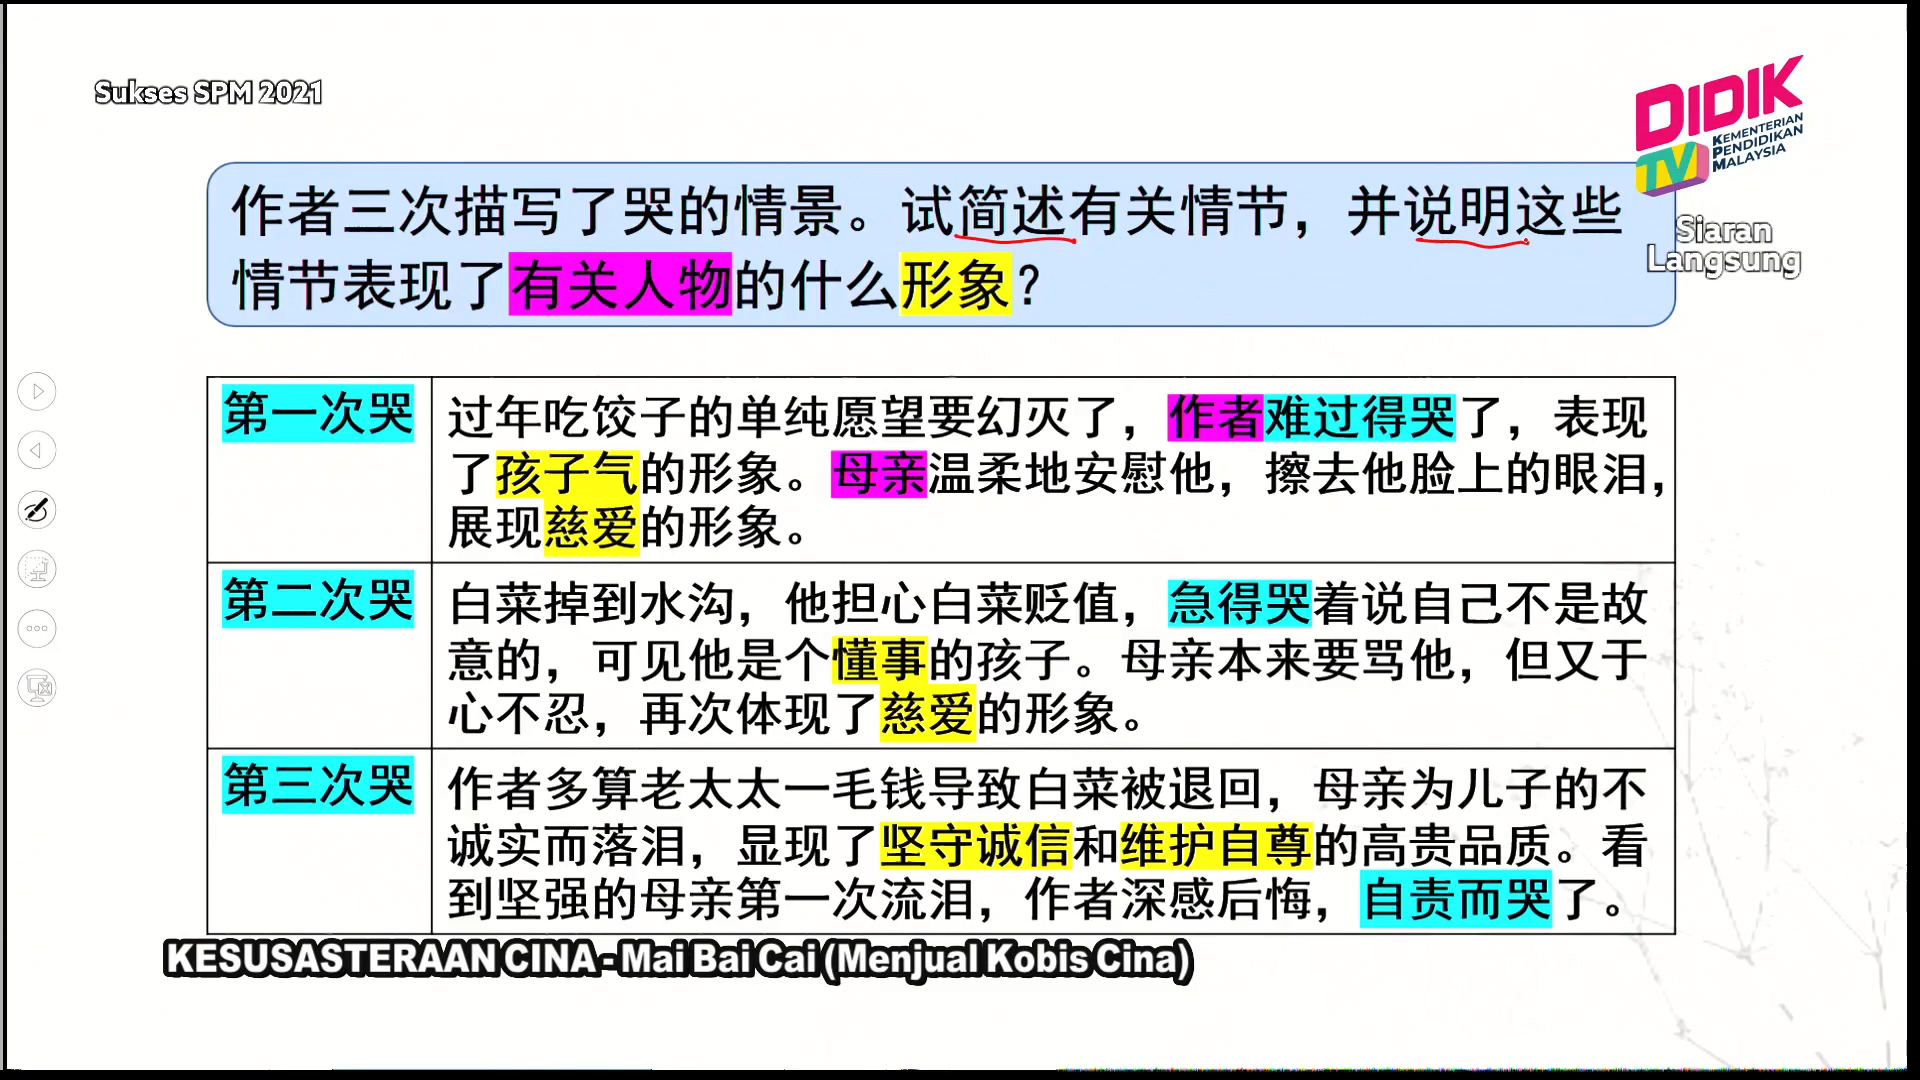 Sukses SPM 2021
DIDIK
TV
KEMENTERIAN
PENDIDIKAN
MALAYSIA
Siaran
Langsung
作者三次描写了哭的情景。试简述有关情节，并说明这些
情节表现了有关人物的什么形象？
第一次哭
过年吃饺子的单纯愿望要幻灭了，作者难过得哭了，表现
了孩子气的形象。母亲温柔地安慰他，擦去他脸上的眼泪，
展现慈爱的形象。
第二次哭
白菜掉到水沟，他担心白菜贬值，急得哭着说自己不是故
意的，可见他是个懂事的孩子。母亲本来要骂他，但又于
心不忍，再次体现了慈爱的形象。
第三次哭
作者多算老太太一毛钱导致白菜被退回，母亲为儿子的不
诚实而落泪，显现了坚守诚信和维护自尊的高贵品质。看
到坚强的母亲第一次流泪，作者深感后悔，自责而哭了。
KESUSASTERAAN CINA - Mai Bai Cai (Menjual Kobis Cina)